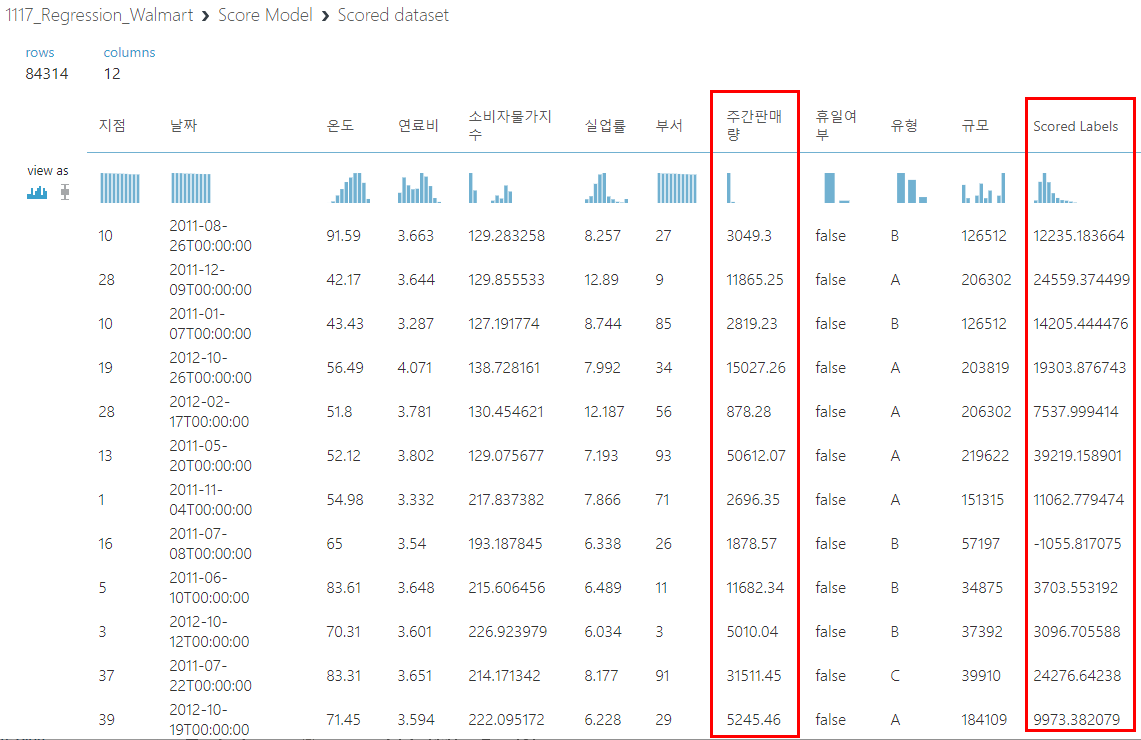 1117_Regression_Walmart ❯ Score Model ❯ Scored dataset
rows columns
84314 12
지점 날짜 온도 연료비 소비자물가지수 실업률 부서 주간판매량 휴일여부 유형 규모 Scored Labels
view as
10 2011-08-26T00:00:00 91.59 3.663 129.283258 8.257 27 3049.3 false B 126512 12235.183664
28 2011-12-09T00:00:00 42.17 3.644 129.855533 12.89 9 11865.25 false A 206302 24559.374499
10 2011-01-07T00:00:00 43.43 3.287 127.191774 8.744 85 2819.23 false B 126512 14205.444476
19 2012-10-26T00:00:00 56.49 4.071 138.728161 7.992 34 15027.26 false A 203819 19303.876743
28 2012-02-17T00:00:00 51.8 3.781 130.454621 12.187 56 878.28 false A 206302 7537.999414
13 2011-05-20T00:00:00 52.12 3.802 129.075677 7.193 93 50612.07 false A 219622 39219.158901
1 2011-11-04T00:00:00 54.98 3.332 217.837382 7.866 71 2696.35 false A 151315 11062.779474
16 2011-07-08T00:00:00 65 3.54 193.187845 6.338 26 1878.57 false B 57197 -1055.817075
5 2011-06-10T00:00:00 83.61 3.648 215.606456 6.489 11 11682.34 false B 34875 3703.553192
3 2012-10-12T00:00:00 70.31 3.601 226.923979 6.034 3 5010.04 false B 37392 3096.705588
37 2011-07-22T00:00:00 83.31 3.651 214.171342 8.177 91 31511.45 false C 39910 24276.64238
39 2012-10-19T00:00:00 71.45 3.594 222.095172 6.228 29 5245.46 false A 184109 9973.382079